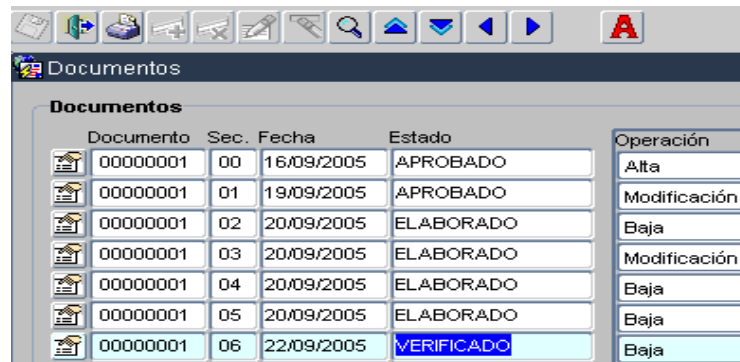 A
Documentos
Documentos
Documento Sec. Fecha Estado Operación
00000001 00 16/09/2005 APROBADO Alta
00000001 01 19/09/2005 APROBADO Modificación
00000001 02 20/09/2005 ELABORADO Baja
00000001 03 20/09/2005 ELABORADO Modificación
00000001 04 20/09/2005 ELABORADO Baja
00000001 05 20/09/2005 ELABORADO Baja
00000001 06 22/09/2005 VERIFICADO Baja